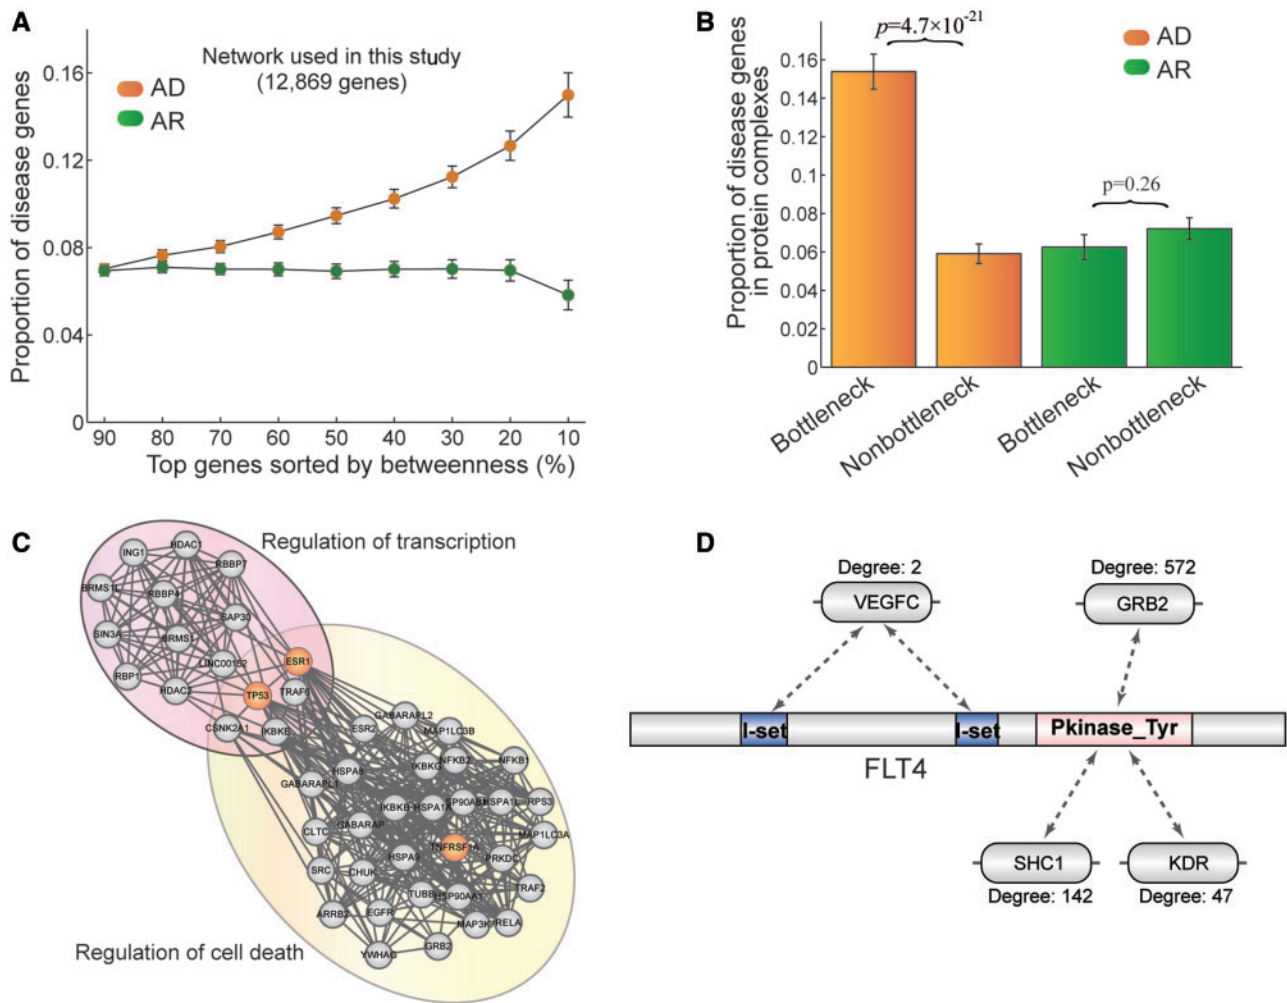 A
Proportion of disease genes
0.16
0.12
0.08
0.04
0
AD
AR
Network used in this study
(12,869 genes)
90 80 70 60 50 40 30 20 10
Top genes sorted by betweenness (%)
B
Proportion of disease genes
in protein complexes
0.16
0.14
0.12
0.1
0.08
0.06
0.04
0.02
0
p=4.7×10-21
AD
AR
p=0.26
Bottleneck
Nonbottleneck
Bottleneck
Nonbottleneck
C
Regulation of transcription
HDAC1
ING1
RBBP7
BRMS1L
RBBP4
SAP30
SIN3A
BRMS1
LINC00152
ESR1
RBP1
HDAC2
TP53
TRAF6
CSNK2A1
IKBKE
ESR2
GABARAPL2
MAP1LC3B
HSPA8
IKBKG
NFKB2
NFKB1
GABARAPL1
IKBKB
HSPA1A
SP90AB1
HSPA1L
RPS3
CLTC
GABARAP
MAP1LC3A
TNFRSF1A
HSPA9
PRKDC
SRC
CHUK
TUBB
HSP90AA1
TRAF2
ARRB2
EGFR
MAP3K7
RELA
GRB2
YWHAG
Regulation of cell death
D
Degree: 2
VEGFC
Degree: 572
GRB2
I-set
I-set
Pkinase_Tyr
FLT4
SHC1
Degree: 142
KDR
Degree: 47